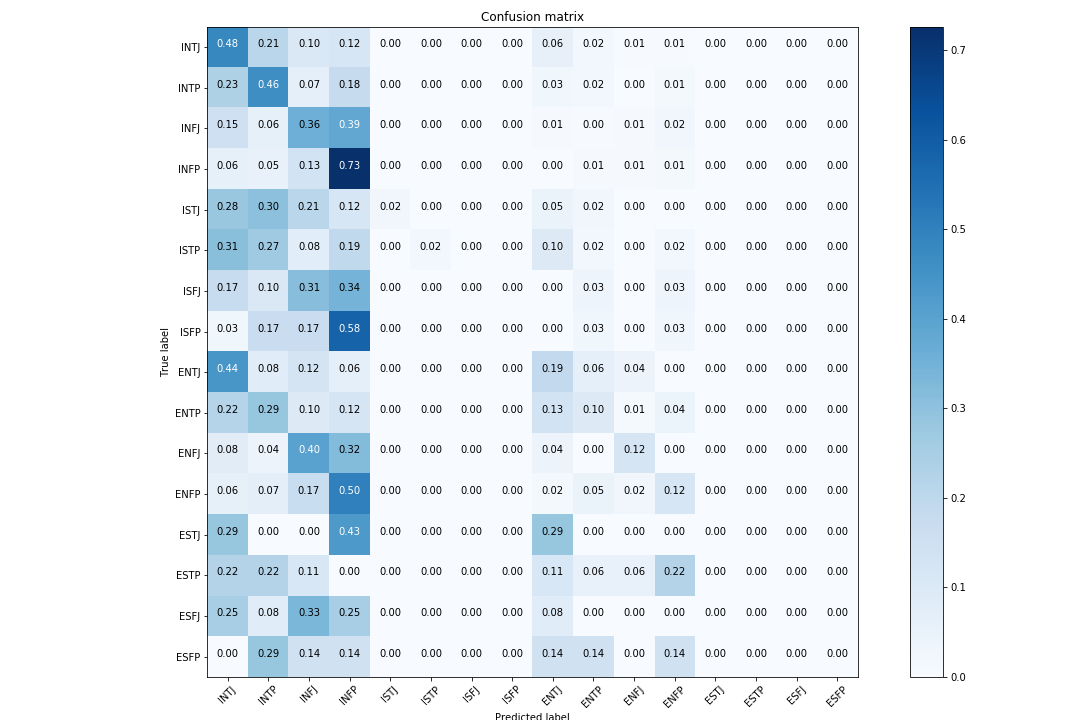 Confusion matrix
INTJ 0.48 0.21 0.10 0.12 0.00 0.00 0.00 0.00 0.06 0.02 0.01 0.01 0.00 0.00 0.00 0.00
INTP 0.23 0.46 0.07 0.18 0.00 0.00 0.00 0.00 0.03 0.02 0.00 0.01 0.00 0.00 0.00 0.00
INFJ 0.15 0.06 0.36 0.39 0.00 0.00 0.00 0.00 0.01 0.00 0.01 0.02 0.00 0.00 0.00 0.00
INFP 0.06 0.05 0.13 0.73 0.00 0.00 0.00 0.00 0.00 0.01 0.01 0.01 0.00 0.00 0.00 0.00
ISTJ 0.28 0.30 0.21 0.12 0.02 0.00 0.00 0.00 0.05 0.02 0.00 0.00 0.00 0.00 0.00 0.00
ISTP 0.31 0.27 0.08 0.19 0.00 0.02 0.00 0.00 0.10 0.02 0.00 0.02 0.00 0.00 0.00 0.00
ISFJ 0.17 0.10 0.31 0.34 0.00 0.00 0.00 0.00 0.00 0.03 0.00 0.03 0.00 0.00 0.00 0.00
ISFP 0.03 0.17 0.17 0.58 0.00 0.00 0.00 0.00 0.00 0.03 0.00 0.03 0.00 0.00 0.00 0.00
ENTJ 0.44 0.08 0.12 0.06 0.00 0.00 0.00 0.00 0.19 0.06 0.04 0.00 0.00 0.00 0.00 0.00
ENTP 0.22 0.29 0.10 0.12 0.00 0.00 0.00 0.00 0.13 0.10 0.01 0.04 0.00 0.00 0.00 0.00
ENFJ 0.08 0.04 0.40 0.32 0.00 0.00 0.00 0.00 0.04 0.00 0.12 0.00 0.00 0.00 0.00 0.00
ENFP 0.06 0.07 0.17 0.50 0.00 0.00 0.00 0.00 0.02 0.05 0.02 0.12 0.00 0.00 0.00 0.00
ESTJ 0.29 0.00 0.00 0.43 0.00 0.00 0.00 0.00 0.29 0.00 0.00 0.00 0.00 0.00 0.00 0.00
ESTP 0.22 0.22 0.11 0.00 0.00 0.00 0.00 0.00 0.11 0.06 0.06 0.22 0.00 0.00 0.00 0.00
ESFJ 0.25 0.08 0.33 0.25 0.00 0.00 0.00 0.00 0.08 0.00 0.00 0.00 0.00 0.00 0.00 0.00
ESFP 0.00 0.29 0.14 0.14 0.00 0.00 0.00 0.00 0.14 0.14 0.00 0.14 0.00 0.00 0.00 0.00
INTJ INTP INFJ INFP ISTJ ISTP ISFJ ISFP ENTJ ENTP ENFJ ENFP ESTJ ESTP ESFJ ESFP
Predicted label
True label
0.7
0.6
0.5
0.4
0.3
0.2
0.1
0.0